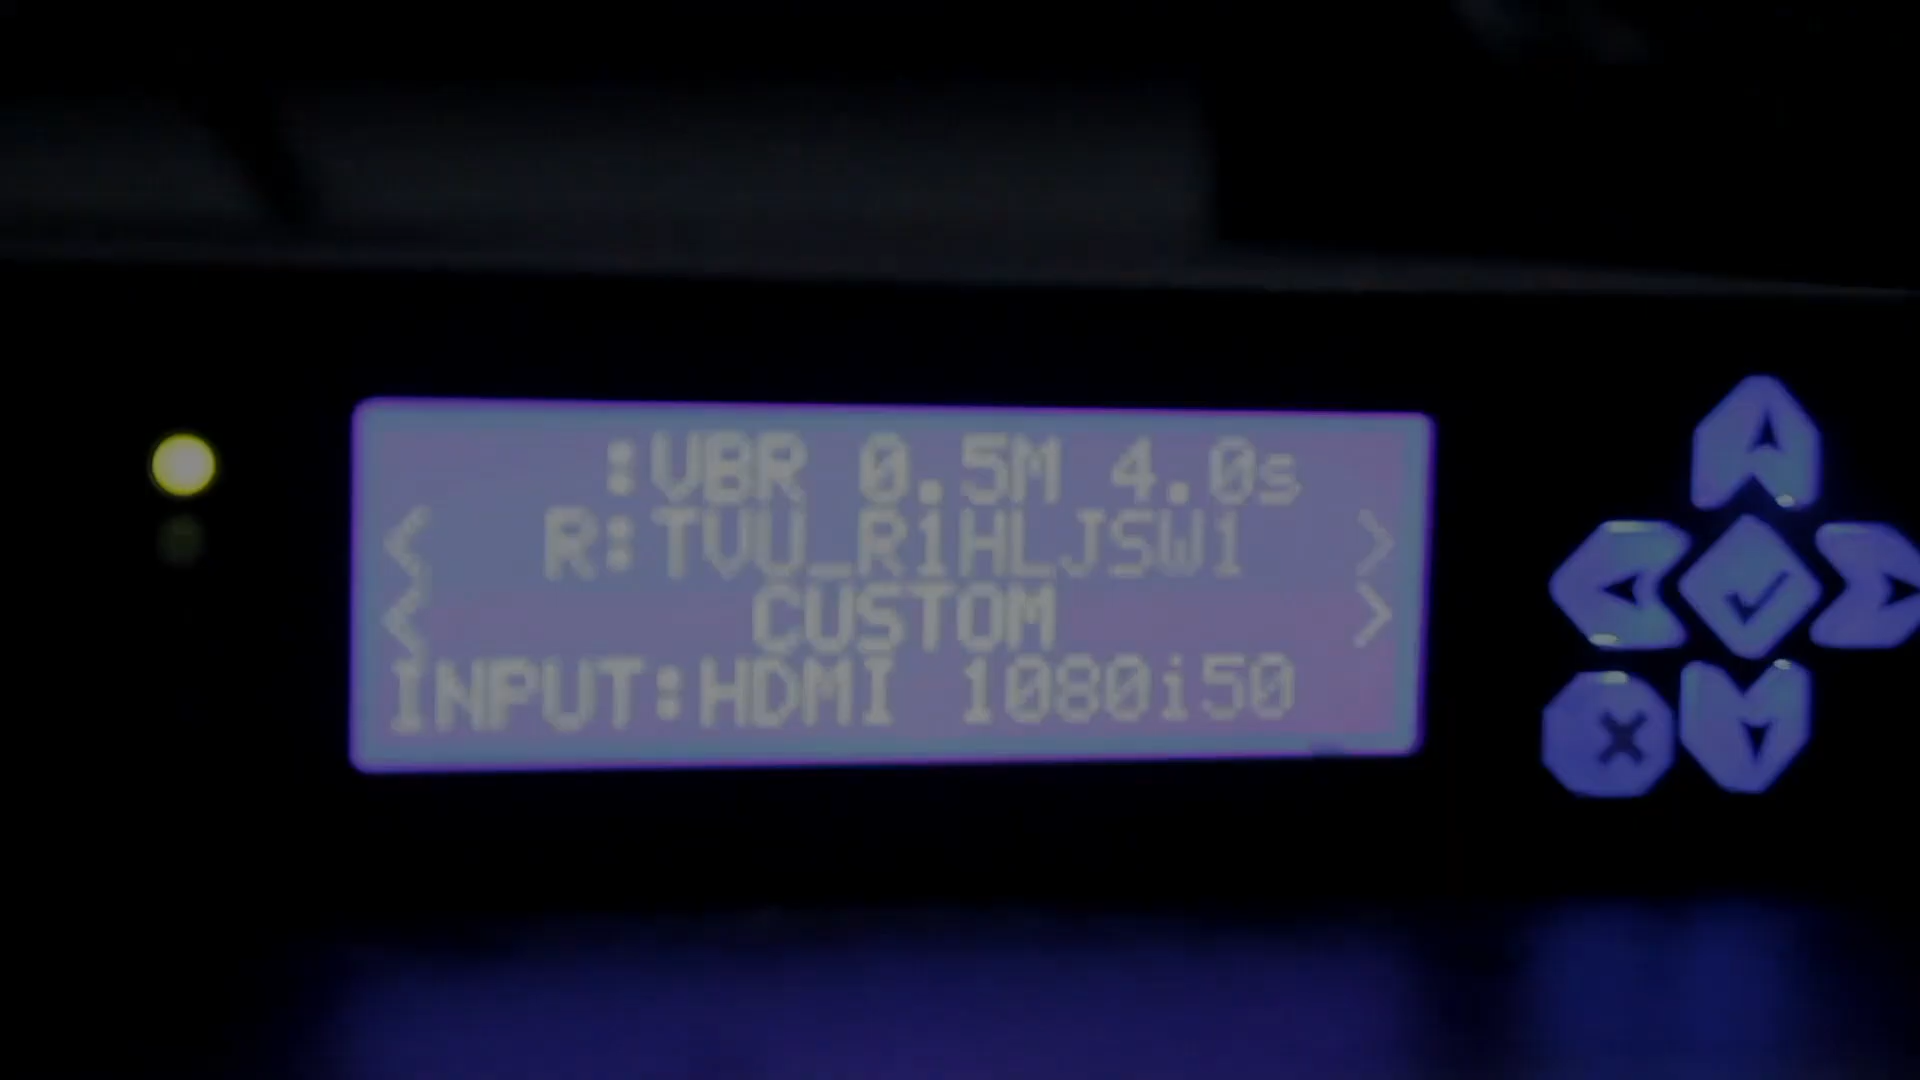 :VBR 0.5M 4.0s
< R:TVU_R1HLJSW1 >
< CUSTOM >
INPUT:HDMI 1080i50